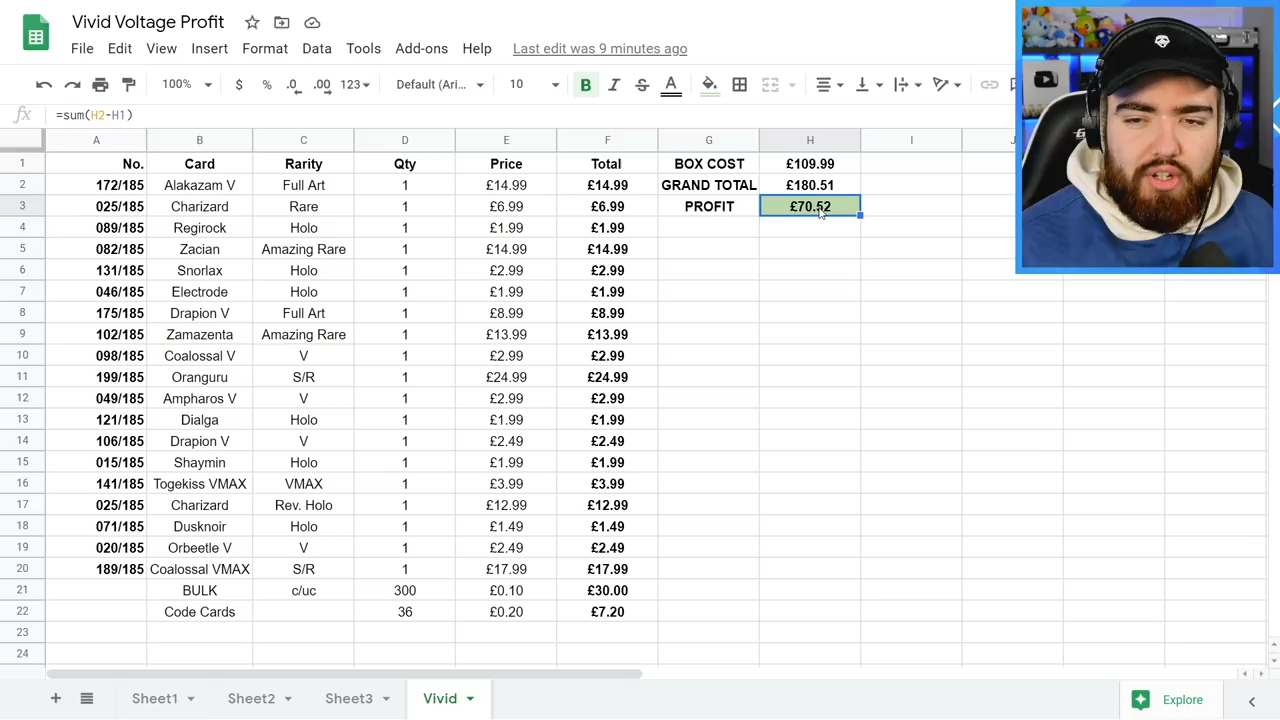 Vivid Voltage Profit
File Edit View Insert Format Data Tools Add-ons Help Last edit was 9 minutes ago
100% $ % .0 .00 123 Default (Ari... 10 B I S A
fx =sum(H2-H1)
A B C D E F G H I J
1 No. Card Rarity Qty Price Total BOX COST £109.99
2 172/185 Alakazam V Full Art 1 £14.99 £14.99 GRAND TOTAL £180.51
3 025/185 Charizard Rare 1 £6.99 £6.99 PROFIT £70.52
4 089/185 Regirock Holo 1 £1.99 £1.99
5 082/185 Zacian Amazing Rare 1 £14.99 £14.99
6 131/185 Snorlax Holo 1 £2.99 £2.99
7 046/185 Electrode Holo 1 £1.99 £1.99
8 175/185 Drapion V Full Art 1 £8.99 £8.99
9 102/185 Zamazenta Amazing Rare 1 £13.99 £13.99
10 098/185 Coalossal V V 1 £2.99 £2.99
11 199/185 Oranguru S/R 1 £24.99 £24.99
12 049/185 Ampharos V V 1 £2.99 £2.99
13 121/185 Dialga Holo 1 £1.99 £1.99
14 106/185 Drapion V V 1 £2.49 £2.49
15 015/185 Shaymin Holo 1 £1.99 £1.99
16 141/185 Togekiss VMAX VMAX 1 £3.99 £3.99
17 025/185 Charizard Rev. Holo 1 £12.99 £12.99
18 071/185 Dusknoir Holo 1 £1.49 £1.49
19 020/185 Orbeetle V V 1 £2.49 £2.49
20 189/185 Coalossal VMAX S/R 1 £17.99 £17.99
21 BULK c/uc 300 £0.10 £30.00
22 Code Cards 36 £0.20 £7.20
23
24
Sheet1 Sheet2 Sheet3 Vivid Explore